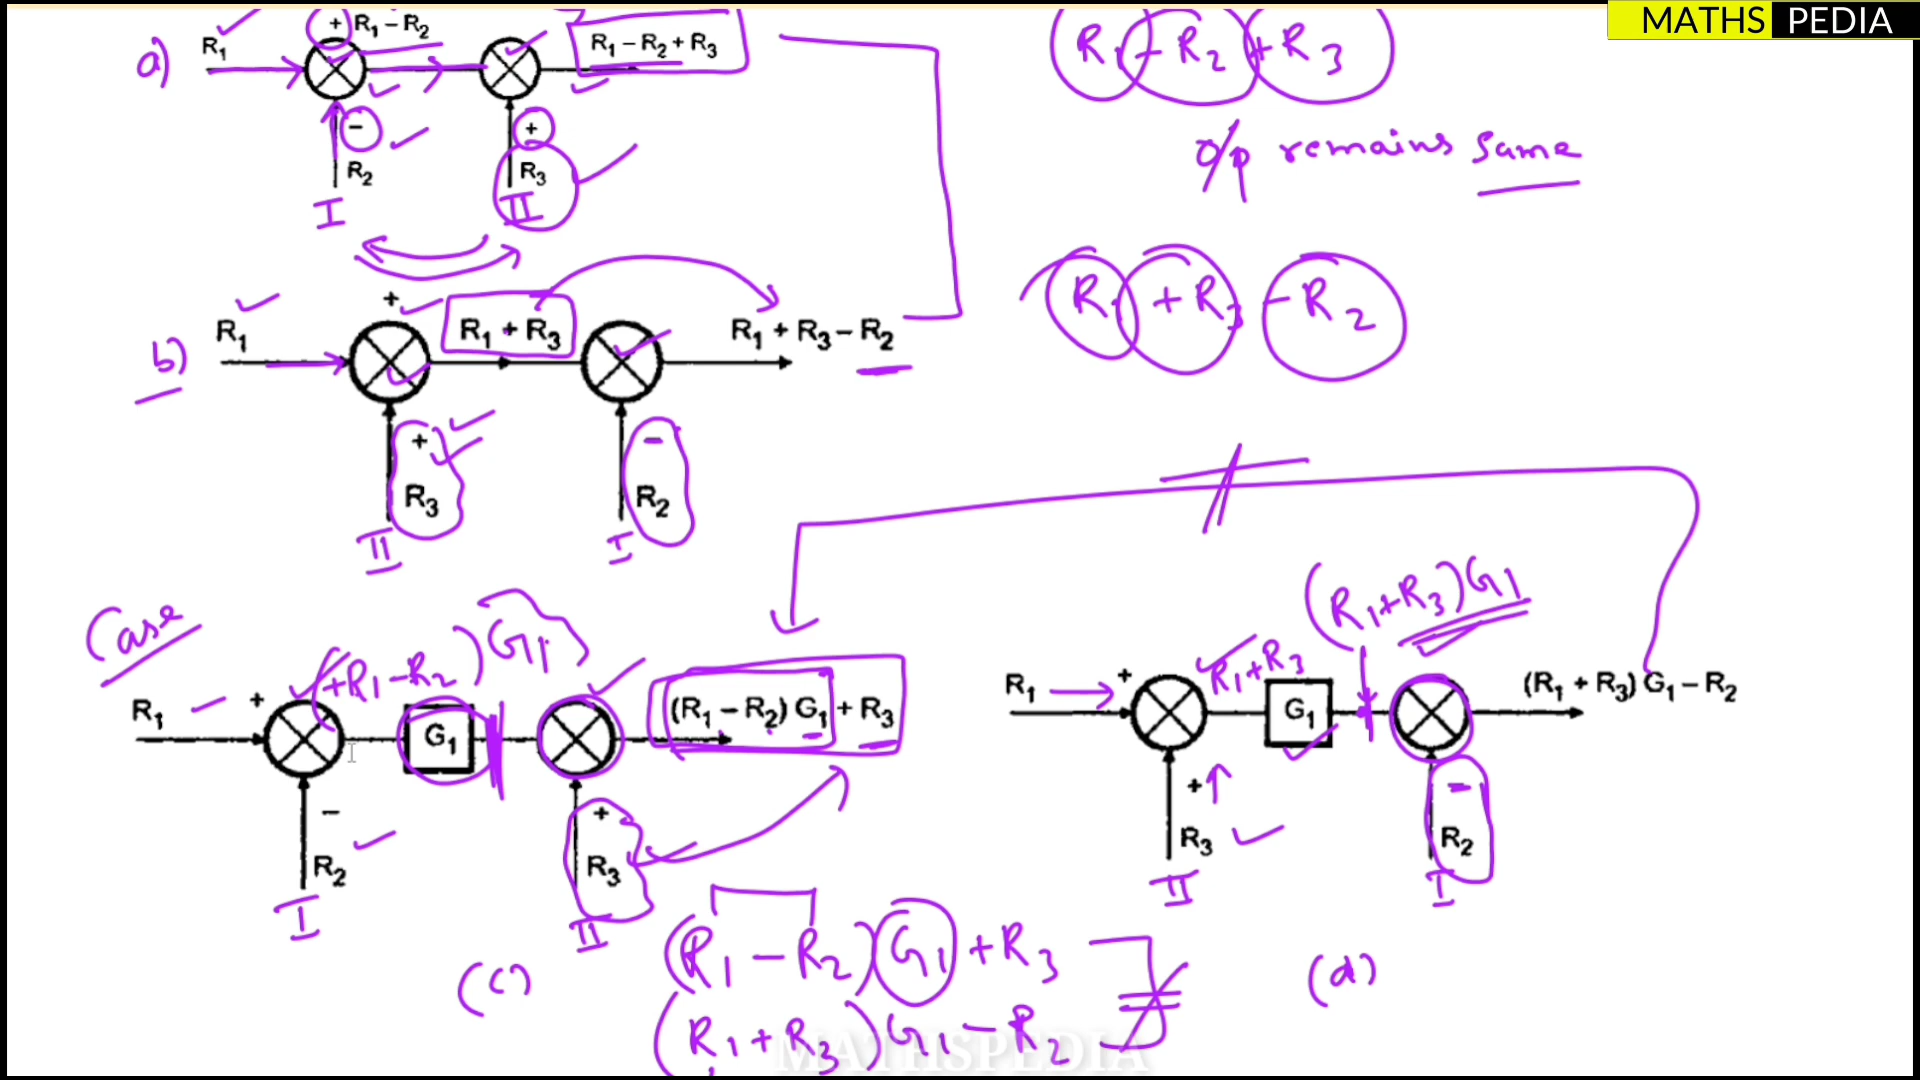 MATHS PEDIA
a)
R₁
+ R₁ – R₂
R₁ – R₂ + R₃
–
R₂
I
+
R₃
II
R₁ – R₂ + R₃
o/p remains same
b)
R₁
+
R₁ + R₃
R₁ + R₃ – R₂
+
R₃
II
–
R₂
I
R₁ + R₃ – R₂
Case
R₁
+
(+R₁ – R₂) G₁
G₁
(R₁ – R₂) G₁ + R₃
–
R₂
I
+
R₃
II
(c)
R₁
+
R₁+R₃
G₁
(R₁+R₃)G₁
(R₁ + R₃) G₁ – R₂
+
R₃
II
–
R₂
I
(d)
(R₁ – R₂) G₁ + R₃
≠
(R₁ + R₃) G₁ – R₂
MATHSPEDIA